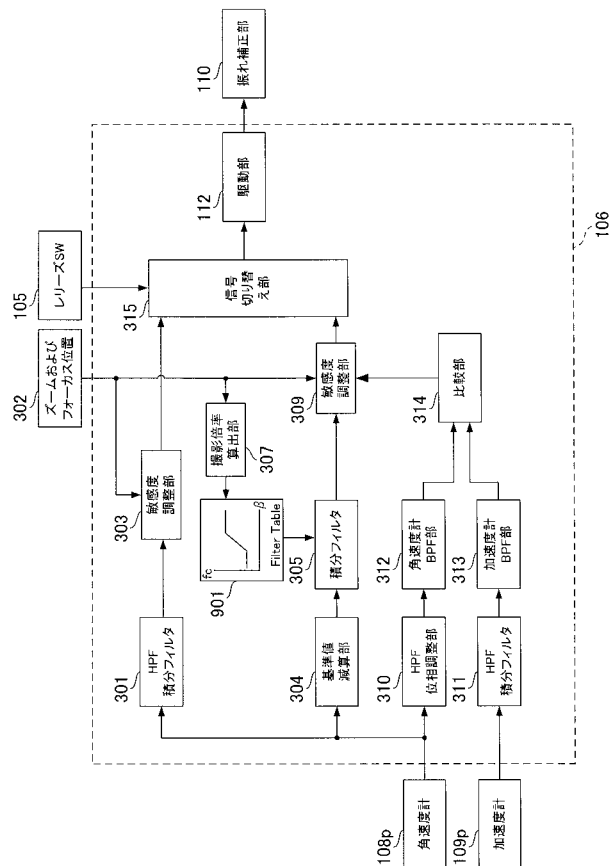 108p
角速度計
109p
加速度計
301
HPF
積分フィルタ
304
基準値
減算部
310
HPF
位相調整部
311
HPF
積分フィルタ
901
fc
β
Filter Table
305
積分フィルタ
312
角速度計
BPF部
313
加速度計
BPF部
303
敏感度
調整部
撮影倍率
算出部
307
309
敏感度
調整部
314
比較部
302
ズームおよび
フォーカス位置
105
レリーズSW
315
信号
切り替
え部
112
駆動部
110
振れ補正部
106